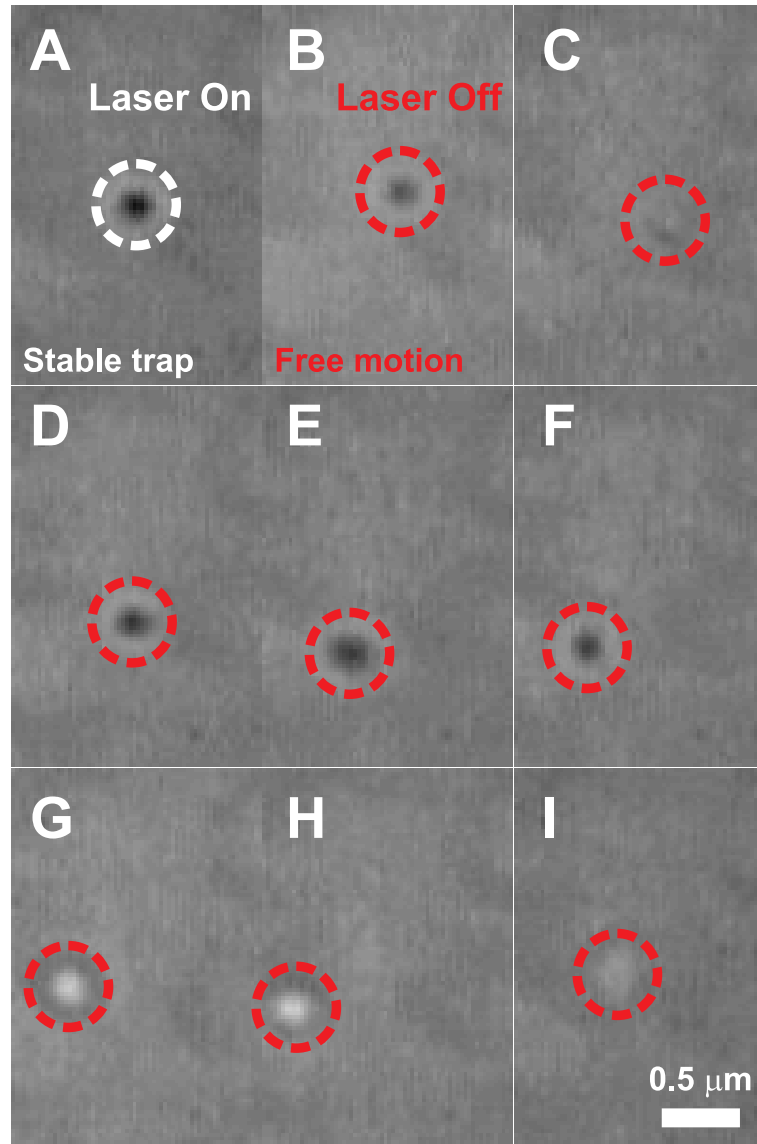 A
Laser On
Stable trap
B
Laser Off
Free motion
C
D
E
F
G
H
I
0.5 μm